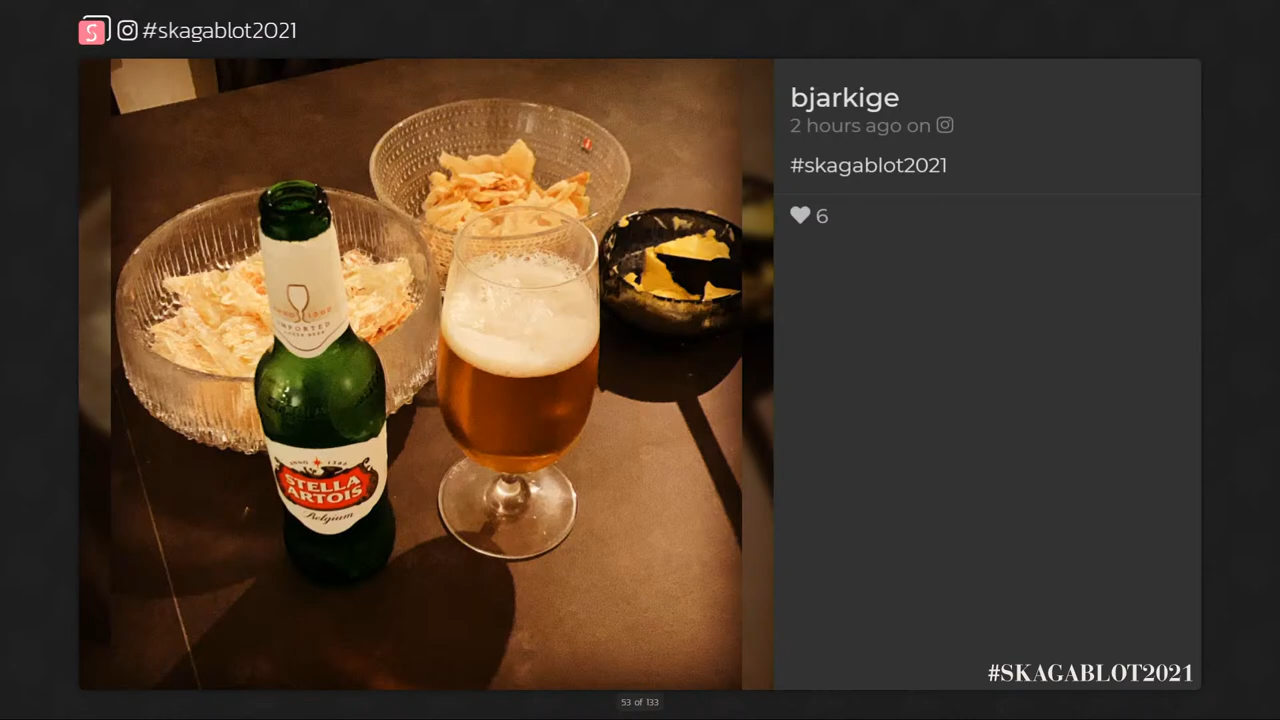 #skagablot2021
bjarkige
2 hours ago on
#skagablot2021
6
IMPORTED
STELLA
ARTOIS
Belgium
#SKAGABLOT2021
53 of 133